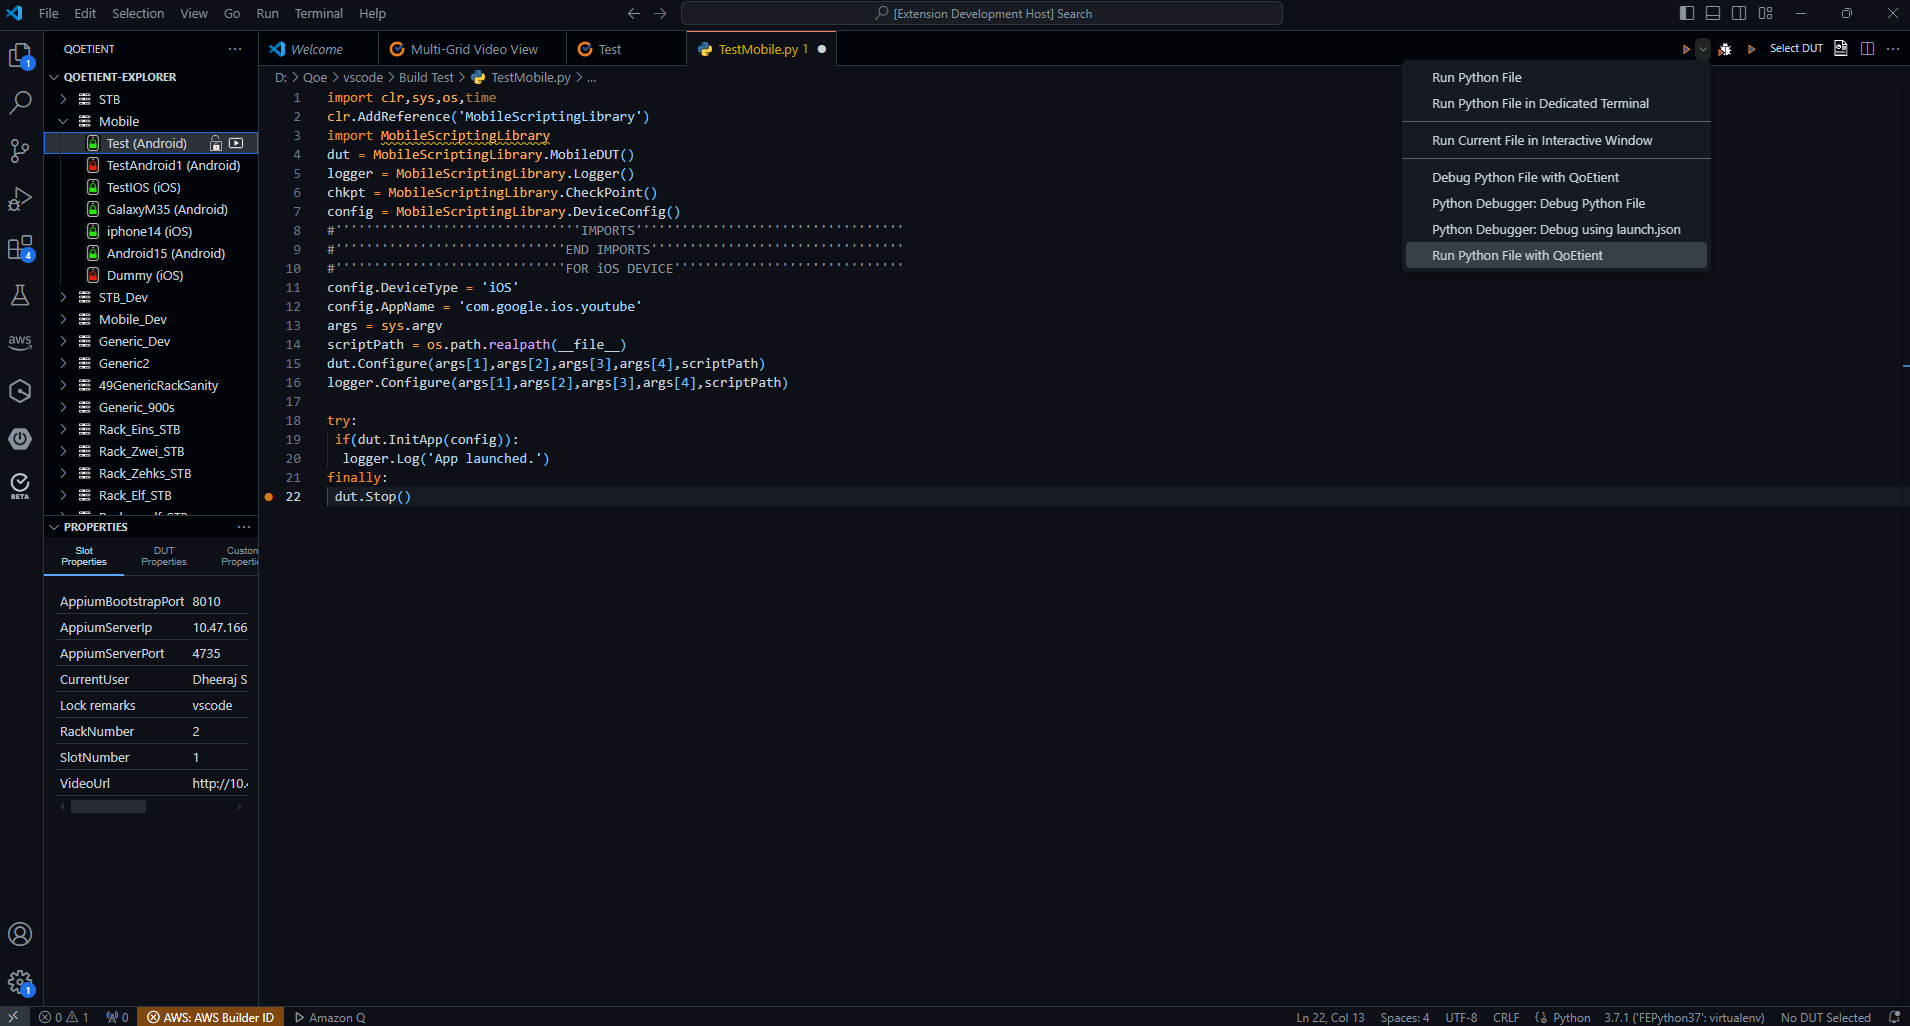 File Edit Selection View Go Run Terminal Help
[Extension Development Host] Search
QOETIENT
QOETIENT-EXPLORER
STB
Mobile
Test (Android)
TestAndroid1 (Android)
TestIOS (iOS)
GalaxyM35 (Android)
iphone14 (iOS)
Android15 (Android)
Dummy (iOS)
STB_Dev
Mobile_Dev
Generic_Dev
Generic2
49GenericRackSanity
Generic_900s
Rack_Eins_STB
Rack_Zwei_STB
Rack_Zehks_STB
Rack_Elf_STB
PROPERTIES
Slot Properties
DUT Properties
Custom Properti
AppiumBootstrapPort 8010
AppiumServerIp 10.47.166
AppiumServerPort 4735
CurrentUser Dheeraj S
Lock remarks vscode
RackNumber 2
SlotNumber 1
VideoUrl http://10.
1
4
aws
BETA
1
Welcome
Multi-Grid Video View
Test
TestMobile.py 1
Select DUT
D: > Qoe > vscode > Build Test > TestMobile.py > ...
1 import clr,sys,os,time
2 clr.AddReference('MobileScriptingLibrary')
3 import MobileScriptingLibrary
4 dut = MobileScriptingLibrary.MobileDUT()
5 logger = MobileScriptingLibrary.Logger()
6 chkpt = MobileScriptingLibrary.CheckPoint()
7 config = MobileScriptingLibrary.DeviceConfig()
8 #''''''''''''''''''''''''''''''''IMPORTS'''''''''''''''''''''''''''''''''''
9 #''''''''''''''''''''''''''''''END IMPORTS'''''''''''''''''''''''''''''''''
10 #''''''''''''''''''''''''''''''FOR iOS DEVICE''''''''''''''''''''''''''''''
11 config.DeviceType = 'iOS'
12 config.AppName = 'com.google.ios.youtube'
13 args = sys.argv
14 scriptPath = os.path.realpath(__file__)
15 dut.Configure(args[1],args[2],args[3],args[4],scriptPath)
16 logger.Configure(args[1],args[2],args[3],args[4],scriptPath)
17
18 try:
19 if(dut.InitApp(config)):
20 logger.Log('App launched.')
21 finally:
22 dut.Stop()
Run Python File
Run Python File in Dedicated Terminal
Run Current File in Interactive Window
Debug Python File with QoEtient
Python Debugger: Debug Python File
Python Debugger: Debug using launch.json
Run Python File with QoEtient
0 1 0 AWS: AWS Builder ID Amazon Q
Ln 22, Col 13 Spaces: 4 UTF-8 CRLF Python 3.7.1 ('FEPython37': virtualenv) No DUT Selected